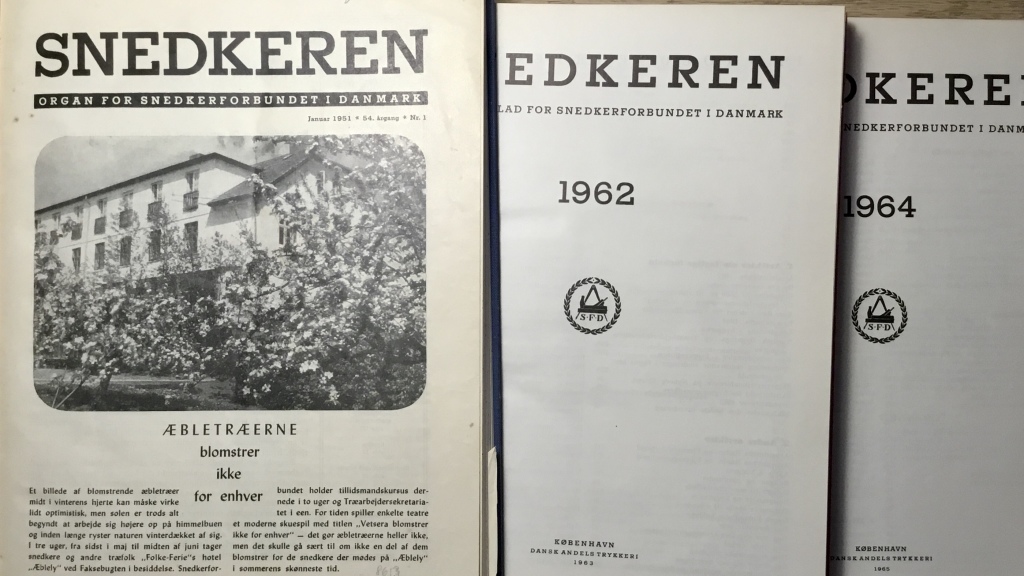 SNEDKEREN
ORGAN FOR SNEDKERFORBUNDET I DANMARK
Januar 1951 * 54. årgang * Nr. 1
ÆBLETRÆERNE
blomstrer
ikke
for enhver
Et billede af blomstrende æbletræer
midt i vinterens hjerte kan måske virke
lidt optimistisk, men solen er trods alt
begyndt at arbejde sig højere op på himmelbuen
og inden længe ryster naturen vinterdækket af sig.
I tre uger, fra sidst i maj til midten af juni tager
snedkere og andre træfolk „Folke-Ferie"s hotel
„Æblely" ved Faksebugten i besiddelse. Snedkerfor-
bundet holder tillidsmandskursus der-
nede i to uger og Træarbejdersekretaria-
tet i een. For tiden spiller enkelte teatre
et moderne skuespil med titlen „Vetsera blomstrer
ikke for enhver" — det gør æbletræerne heller ikke,
men det skulle gå sært til om ikke en del af dem
blomstrer for de snedkere der mødes på „Æblely"
i sommerens skønneste tid.
EDKEREN
LAD FOR SNEDKERFORBUNDET I DANMARK
1962
S·F·D
KØBENHAVN
DANSK ANDELSTRYKKERI
1963
DKERE
SNEDKERFORBUNDET I DANM
1964
S·F·D
KØBENHAVN
DANSK ANDELSTRYKKERI
1965